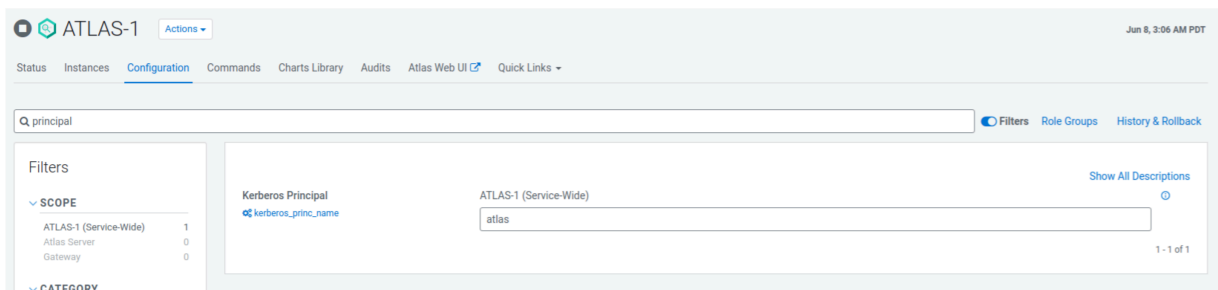 ATLAS-1 Actions Jun 8, 3:06 AM PDT
Status Instances Configuration Commands Charts Library Audits Atlas Web UI Quick Links
principal Filters Role Groups History & Rollback
Filters
Show All Descriptions
Kerberos Principal ATLAS-1 (Service-Wide)
SCOPE
kerberos_princ_name atlas
ATLAS-1 (Service-Wide) 1
Atlas Server 0
Gateway 0
1 - 1 of 1
CATEGORY